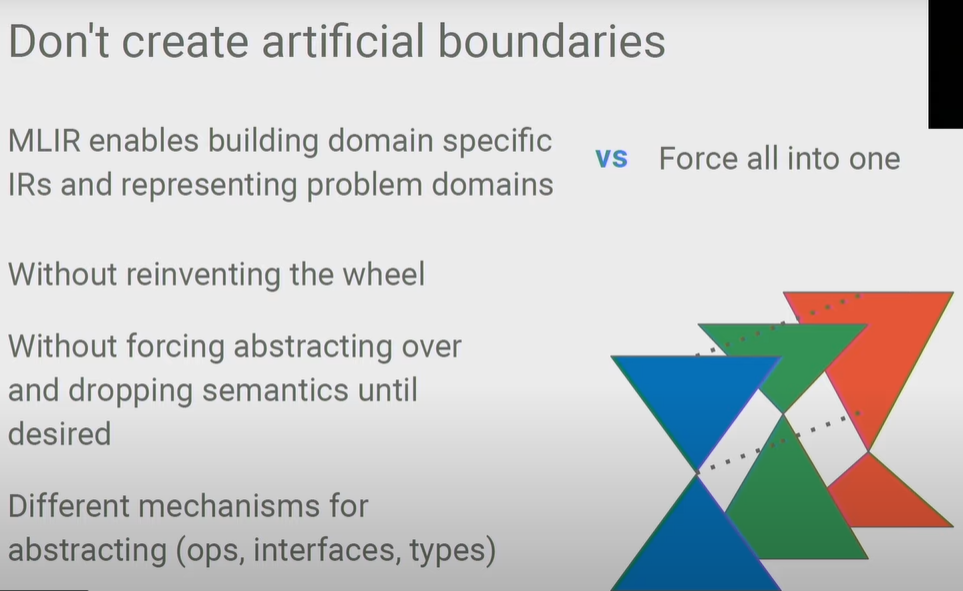 Don't create artificial boundaries
MLIR enables building domain specific
IRs and representing problem domains
vs
Force all into one
Without reinventing the wheel
Without forcing abstracting over
and dropping semantics until
desired
Different mechanisms for
abstracting (ops, interfaces, types)